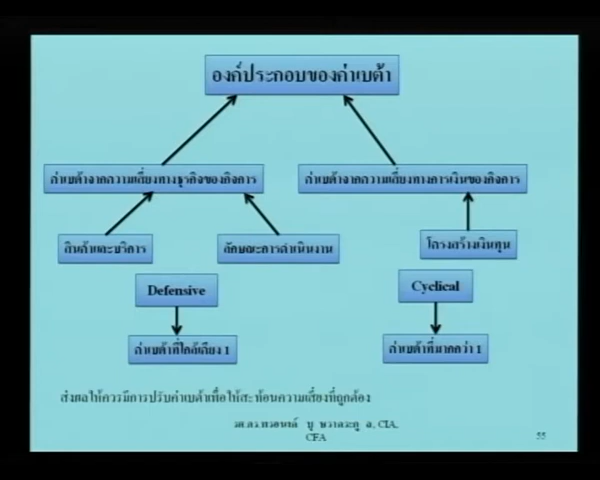 องค์ประกอบของค่าเบต้า
ค่าเบต้าจากความเสี่ยงทางธุรกิจของกิจการ
ค่าเบต้าจากความเสี่ยงทางการเงินของกิจการ
สินค้าและบริการ
ลักษณะการดำเนินงาน
โครงสร้างเงินทุน
Defensive
Cyclical
ค่าเบต้าที่ใกล้เคียง 1
ค่าเบต้าที่มากกว่า 1
ส่งผลให้ควรมีการปรับค่าเบต้าเพื่อให้สะท้อนความเสี่ยงที่ถูกต้อง
รศ.ดร. CIA,
CFA
55